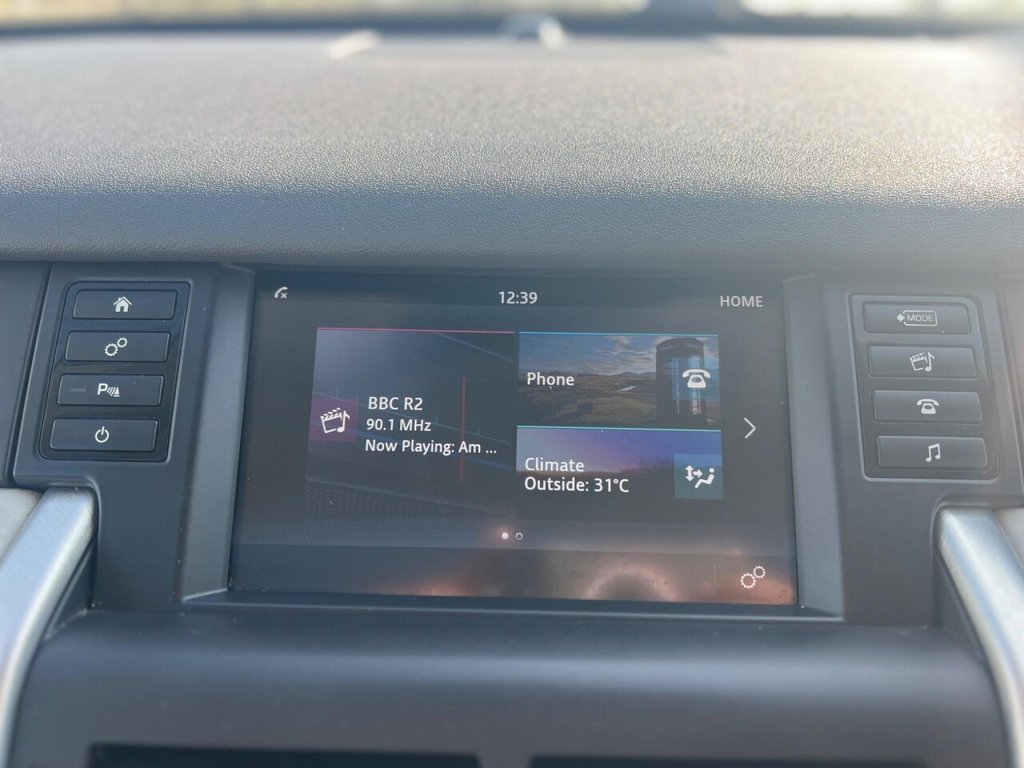 12:39
HOME
BBC R2
90.1 MHz
Now Playing: Am ...
Phone
Climate
Outside: 31°C
P
MODE